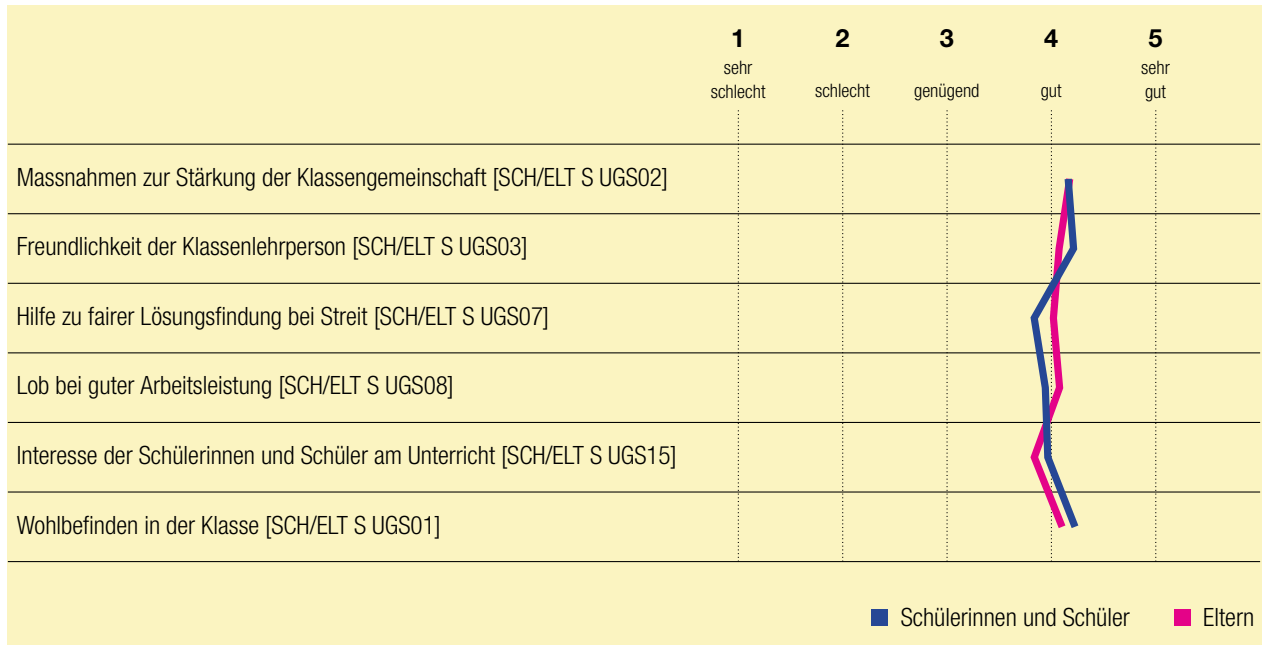 1 2 3 4 5
sehr schlecht schlecht genügend gut sehr gut
Massnahmen zur Stärkung der Klassengemeinschaft [SCH/ELT S UGS02]
Freundlichkeit der Klassenlehrperson [SCH/ELT S UGS03]
Hilfe zu fairer Lösungsfindung bei Streit [SCH/ELT S UGS07]
Lob bei guter Arbeitsleistung [SCH/ELT S UGS08]
Interesse der Schülerinnen und Schüler am Unterricht [SCH/ELT S UGS15]
Wohlbefinden in der Klasse [SCH/ELT S UGS01]
Schülerinnen und Schüler Eltern